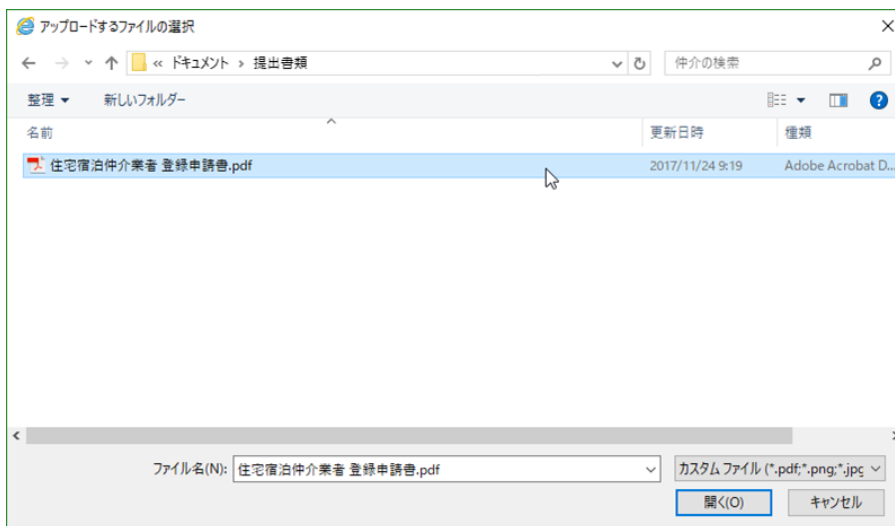 アップロードするファイルの選択
« ドキュメント › 提出書類
仲介の検索
整理 新しいフォルダー
名前 更新日時 種類
住宅宿泊仲介業者 登録申請書.pdf 2017/11/24 9:19 Adobe Acrobat D...
ファイル名(N): 住宅宿泊仲介業者 登録申請書.pdf カスタム ファイル (*.pdf;*.png;*.jpg
開く(O) キャンセル